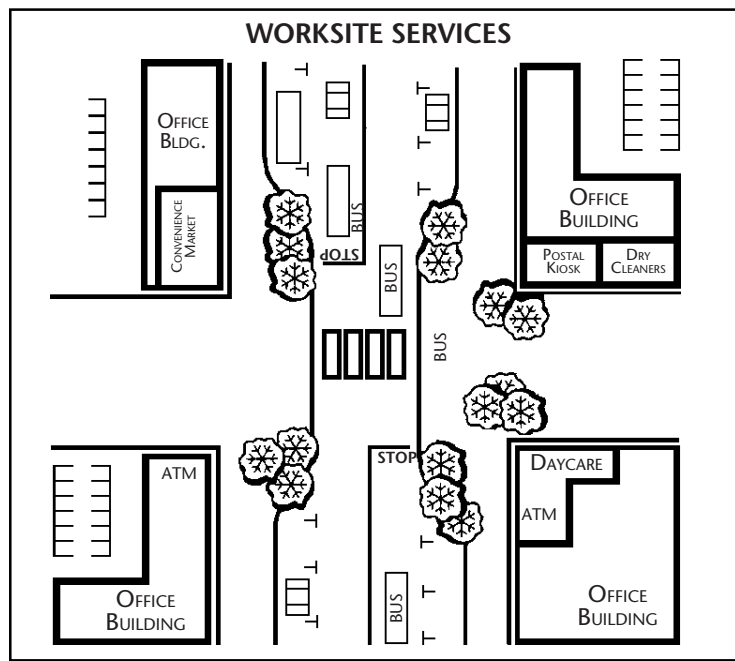 WORKSITE SERVICES
OFFICE
BLDG.
CONVENIENCE
MARKET
BUS
STOP
BUS
OFFICE
BUILDING
POSTAL
KIOSK
DRY
CLEANERS
BUS
ATM
STOP
DAYCARE
ATM
OFFICE
BUILDING
BUS
OFFICE
BUILDING